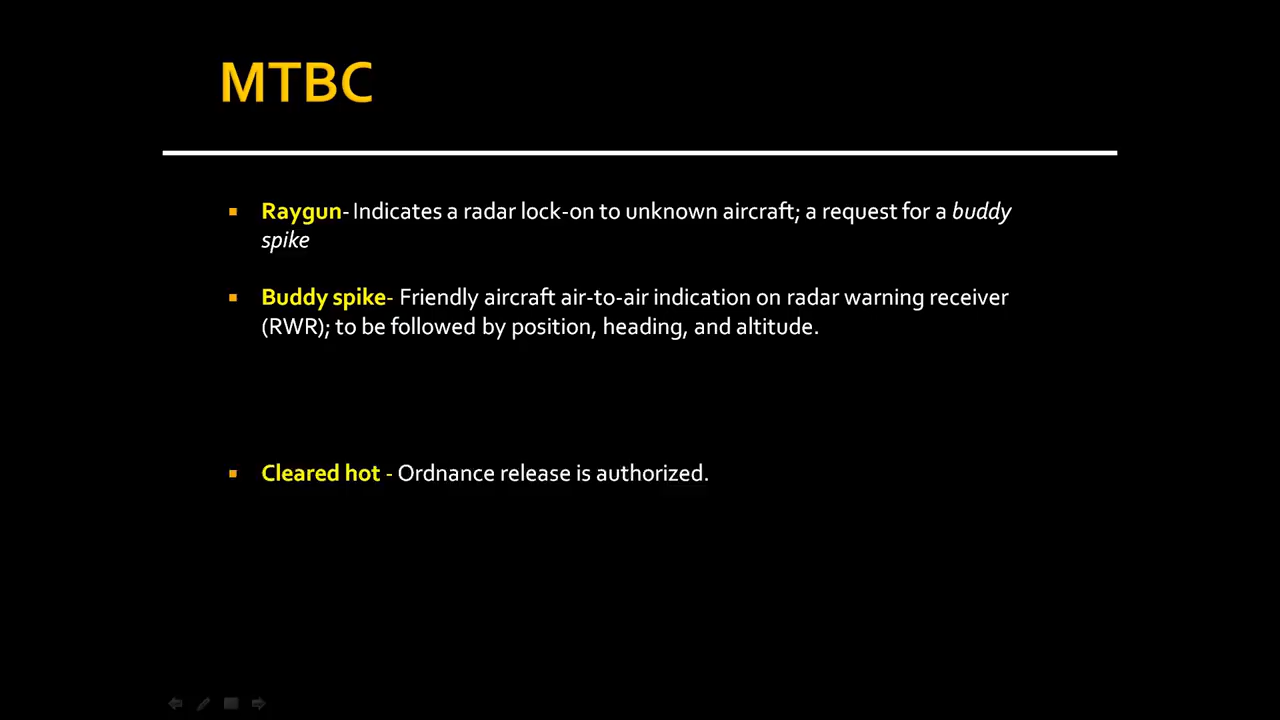 MTBC
Raygun- Indicates a radar lock-on to unknown aircraft; a request for a buddy
spike
Buddy spike- Friendly aircraft air-to-air indication on radar warning receiver
(RWR); to be followed by position, heading, and altitude.
Cleared hot - Ordnance release is authorized.